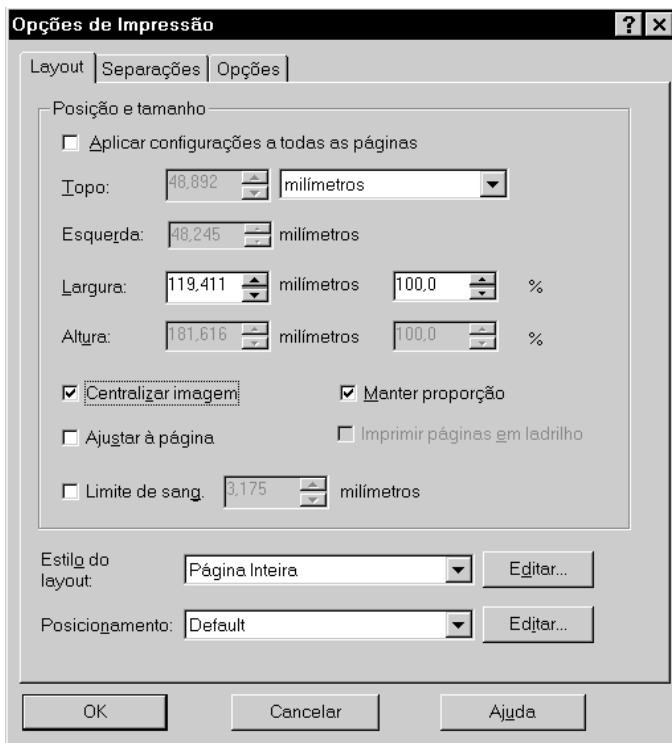 Opções de Impressão ? ×
Layout Separações Opções
Posição e tamanho
Aplicar configurações a todas as páginas
Topo: 48,892 milímetros
Esquerda: 48,245 milímetros
Largura: 119,411 milímetros 100,0 %
Altura: 181,616 milímetros 100,0 %
Centralizar imagem Manter proporção
Ajustar à página Imprimir páginas em ladrilho
Limite de sang. 3,175 milímetros
Estilo do
layout: Página Inteira Editar...
Posicionamento: Default Editar...
OK Cancelar Ajuda